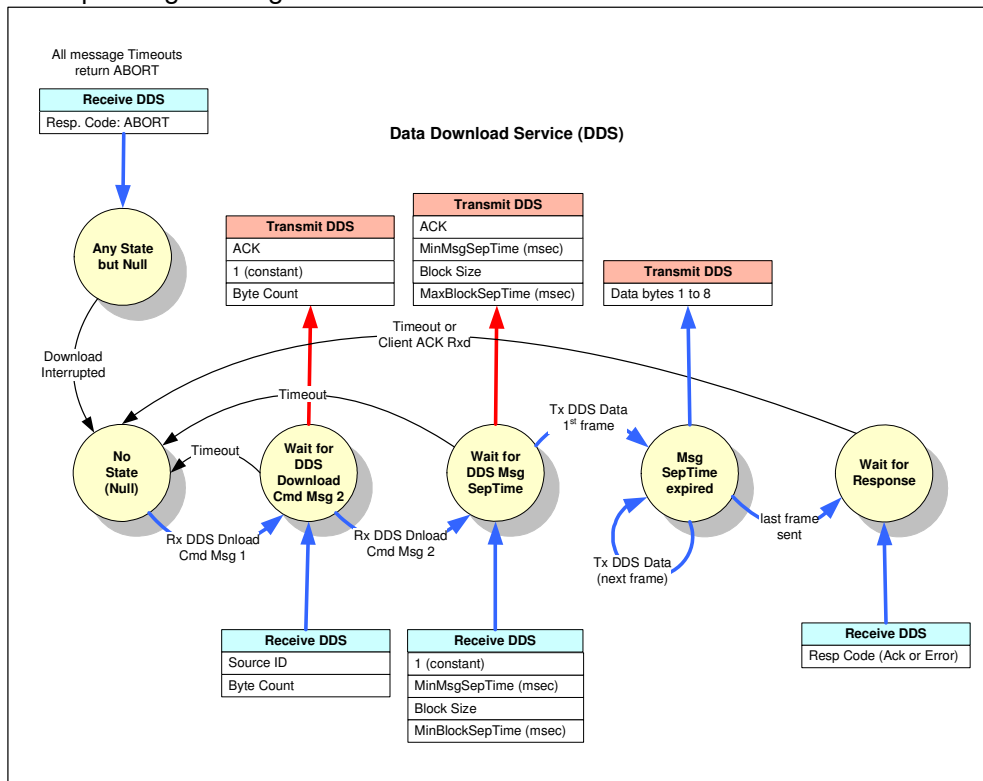 All message Timeouts
return ABORT
Receive DDS
Resp. Code: ABORT
Data Download Service (DDS)
Any State
but Null
Transmit DDS
ACK
1 (constant)
Byte Count
Transmit DDS
ACK
MinMsgSepTime (msec)
Block Size
MaxBlockSepTime (msec)
Transmit DDS
Data bytes 1 to 8
Download
Interrupted
Timeout or
Client ACK Rxd
Timeout
Timeout
Tx DDS Data
1st frame
No
State
(Null)
Wait for
DDS
Download
Cmd Msg 2
Wait for
DDS Msg
SepTime
Msg
SepTime
expired
Wait for
Response
Rx DDS Dnload
Cmd Msg 1
Rx DDS Dnload
Cmd Msg 2
last frame
sent
Tx DDS Data
(next frame)
Receive DDS
Source ID
Byte Count
Receive DDS
1 (constant)
MinMsgSepTime (msec)
Block Size
MinBlockSepTime (msec)
Receive DDS
Resp Code (Ack or Error)